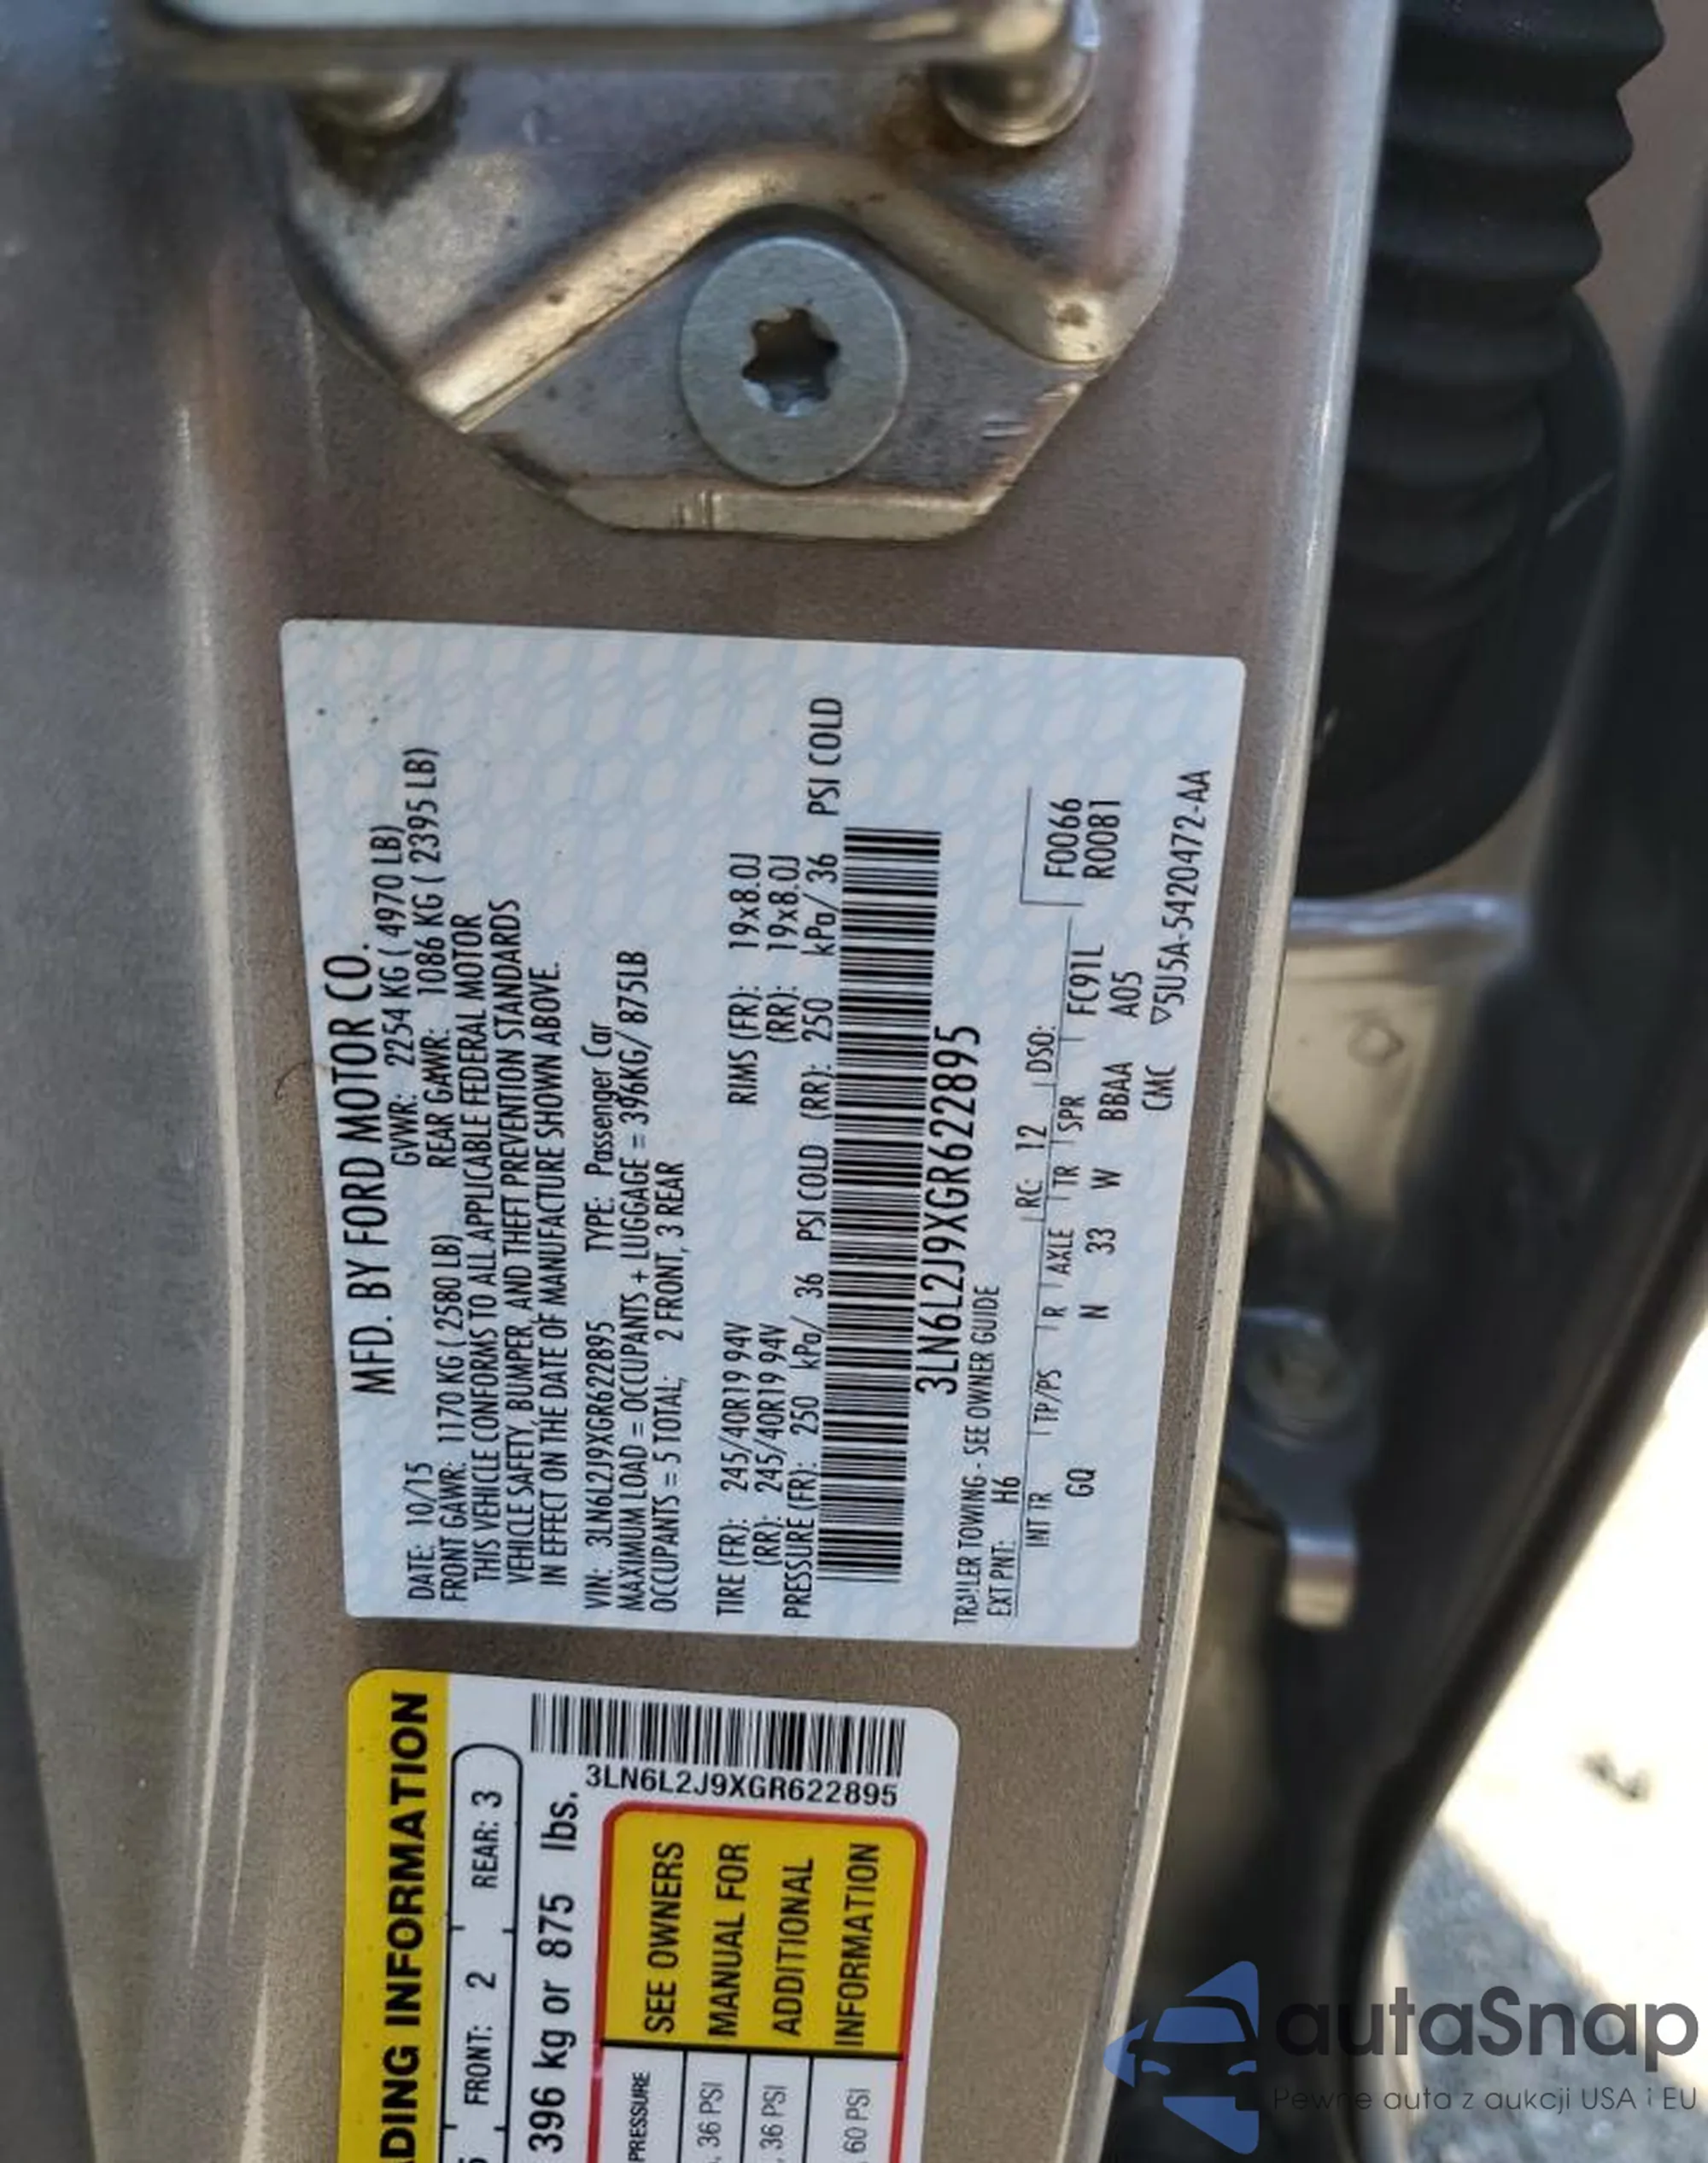 MFD. BY FORD MOTOR CO.
DATE: 10/15 GVWR: 2254 KG ( 4970 LB)
FRONT GAWR: 1170 KG ( 2580 LB) REAR GAWR: 1086 KG ( 2395 LB)
THIS VEHICLE CONFORMS TO ALL APPLICABLE FEDERAL MOTOR
VEHICLE SAFETY, BUMPER, AND THEFT PREVENTION STANDARDS
IN EFFECT ON THE DATE OF MANUFACTURE SHOWN ABOVE.
VIN: 3LN6L2J9XGR622895 TYPE: Passenger Car
MAXIMUM LOAD = OCCUPANTS + LUGGAGE = 396KG/ 875LB
OCCUPANTS = 5 TOTAL; 2 FRONT, 3 REAR
TIRE (FR): 245/40R19 94V RIMS (FR): 19x8.0J
(RR): 245/40R19 94V (RR): 19x8.0J
PRESSURE (FR): 250 kPa/ 36 PSI COLD (RR): 250 kPa/ 36 PSI COLD
3LN6L2J9XGR622895
TRAILER TOWING - SEE OWNER GUIDE
EXT PNT: H6 RC: 12 DSO:
INT TR TP/PS R AXLE TR SPR FC91L F0066
GQ N 33 W BBAA A05 R0081
CMC ▽5U5A-5420472-AA
ADING INFORMATION
FRONT: 2 REAR: 3
396 kg or 875 lbs.
3LN6L2J9XGR622895
PRESSURE
36 PSI
36 PSI
60 PSI
SEE OWNERS
MANUAL FOR
ADDITIONAL
INFORMATION
autaSnap
Pewne auta z aukcji USA i EU